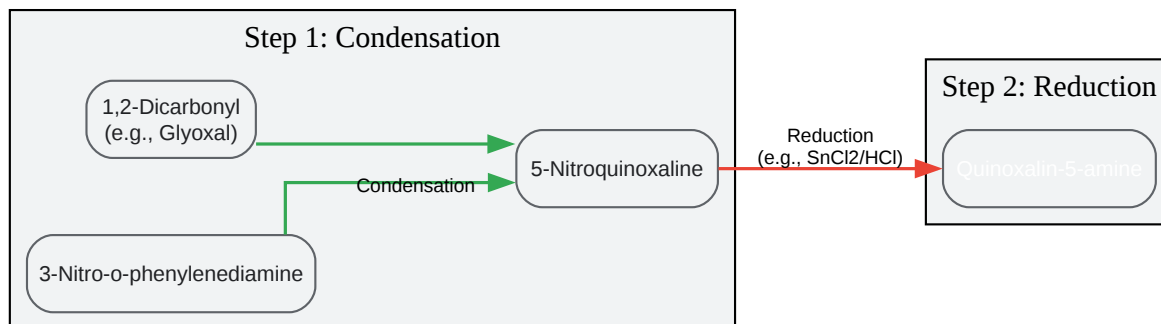 Step 1: Condensation
1,2-Dicarbonyl
(e.g., Glyoxal)
Condensation
3-Nitro-o-phenylenediamine
5-Nitroquinoxaline
Reduction
(e.g., SnCl2/HCl)
Step 2: Reduction
Quinoxalin-5-amine